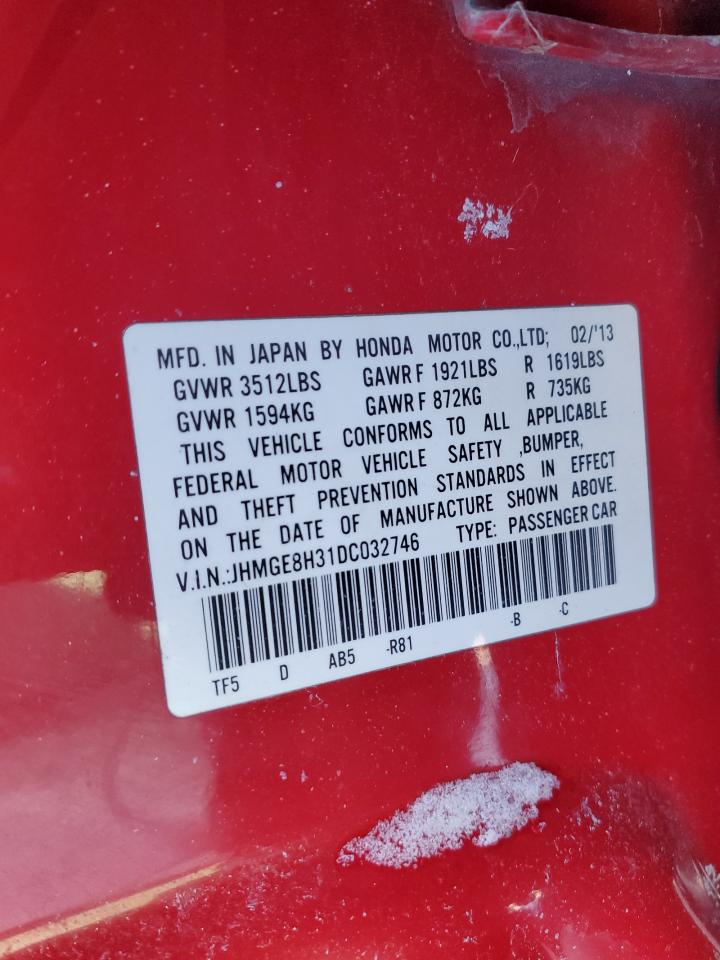 MFD. IN JAPAN BY HONDA MOTOR CO.,LTD; 02/'13
GVWR 3512LBS GAWR F 1921LBS R 1619LBS
GVWR 1594KG GAWR F 872KG R 735KG
THIS VEHICLE CONFORMS TO ALL APPLICABLE
FEDERAL MOTOR VEHICLE SAFETY ,BUMPER,
AND THEFT PREVENTION STANDARDS IN EFFECT
ON THE DATE OF MANUFACTURE SHOWN ABOVE.
V.I.N.:JHMGE8H31DC032746 TYPE: PASSENGER CAR
TF5 D AB5 -R81 -B -C